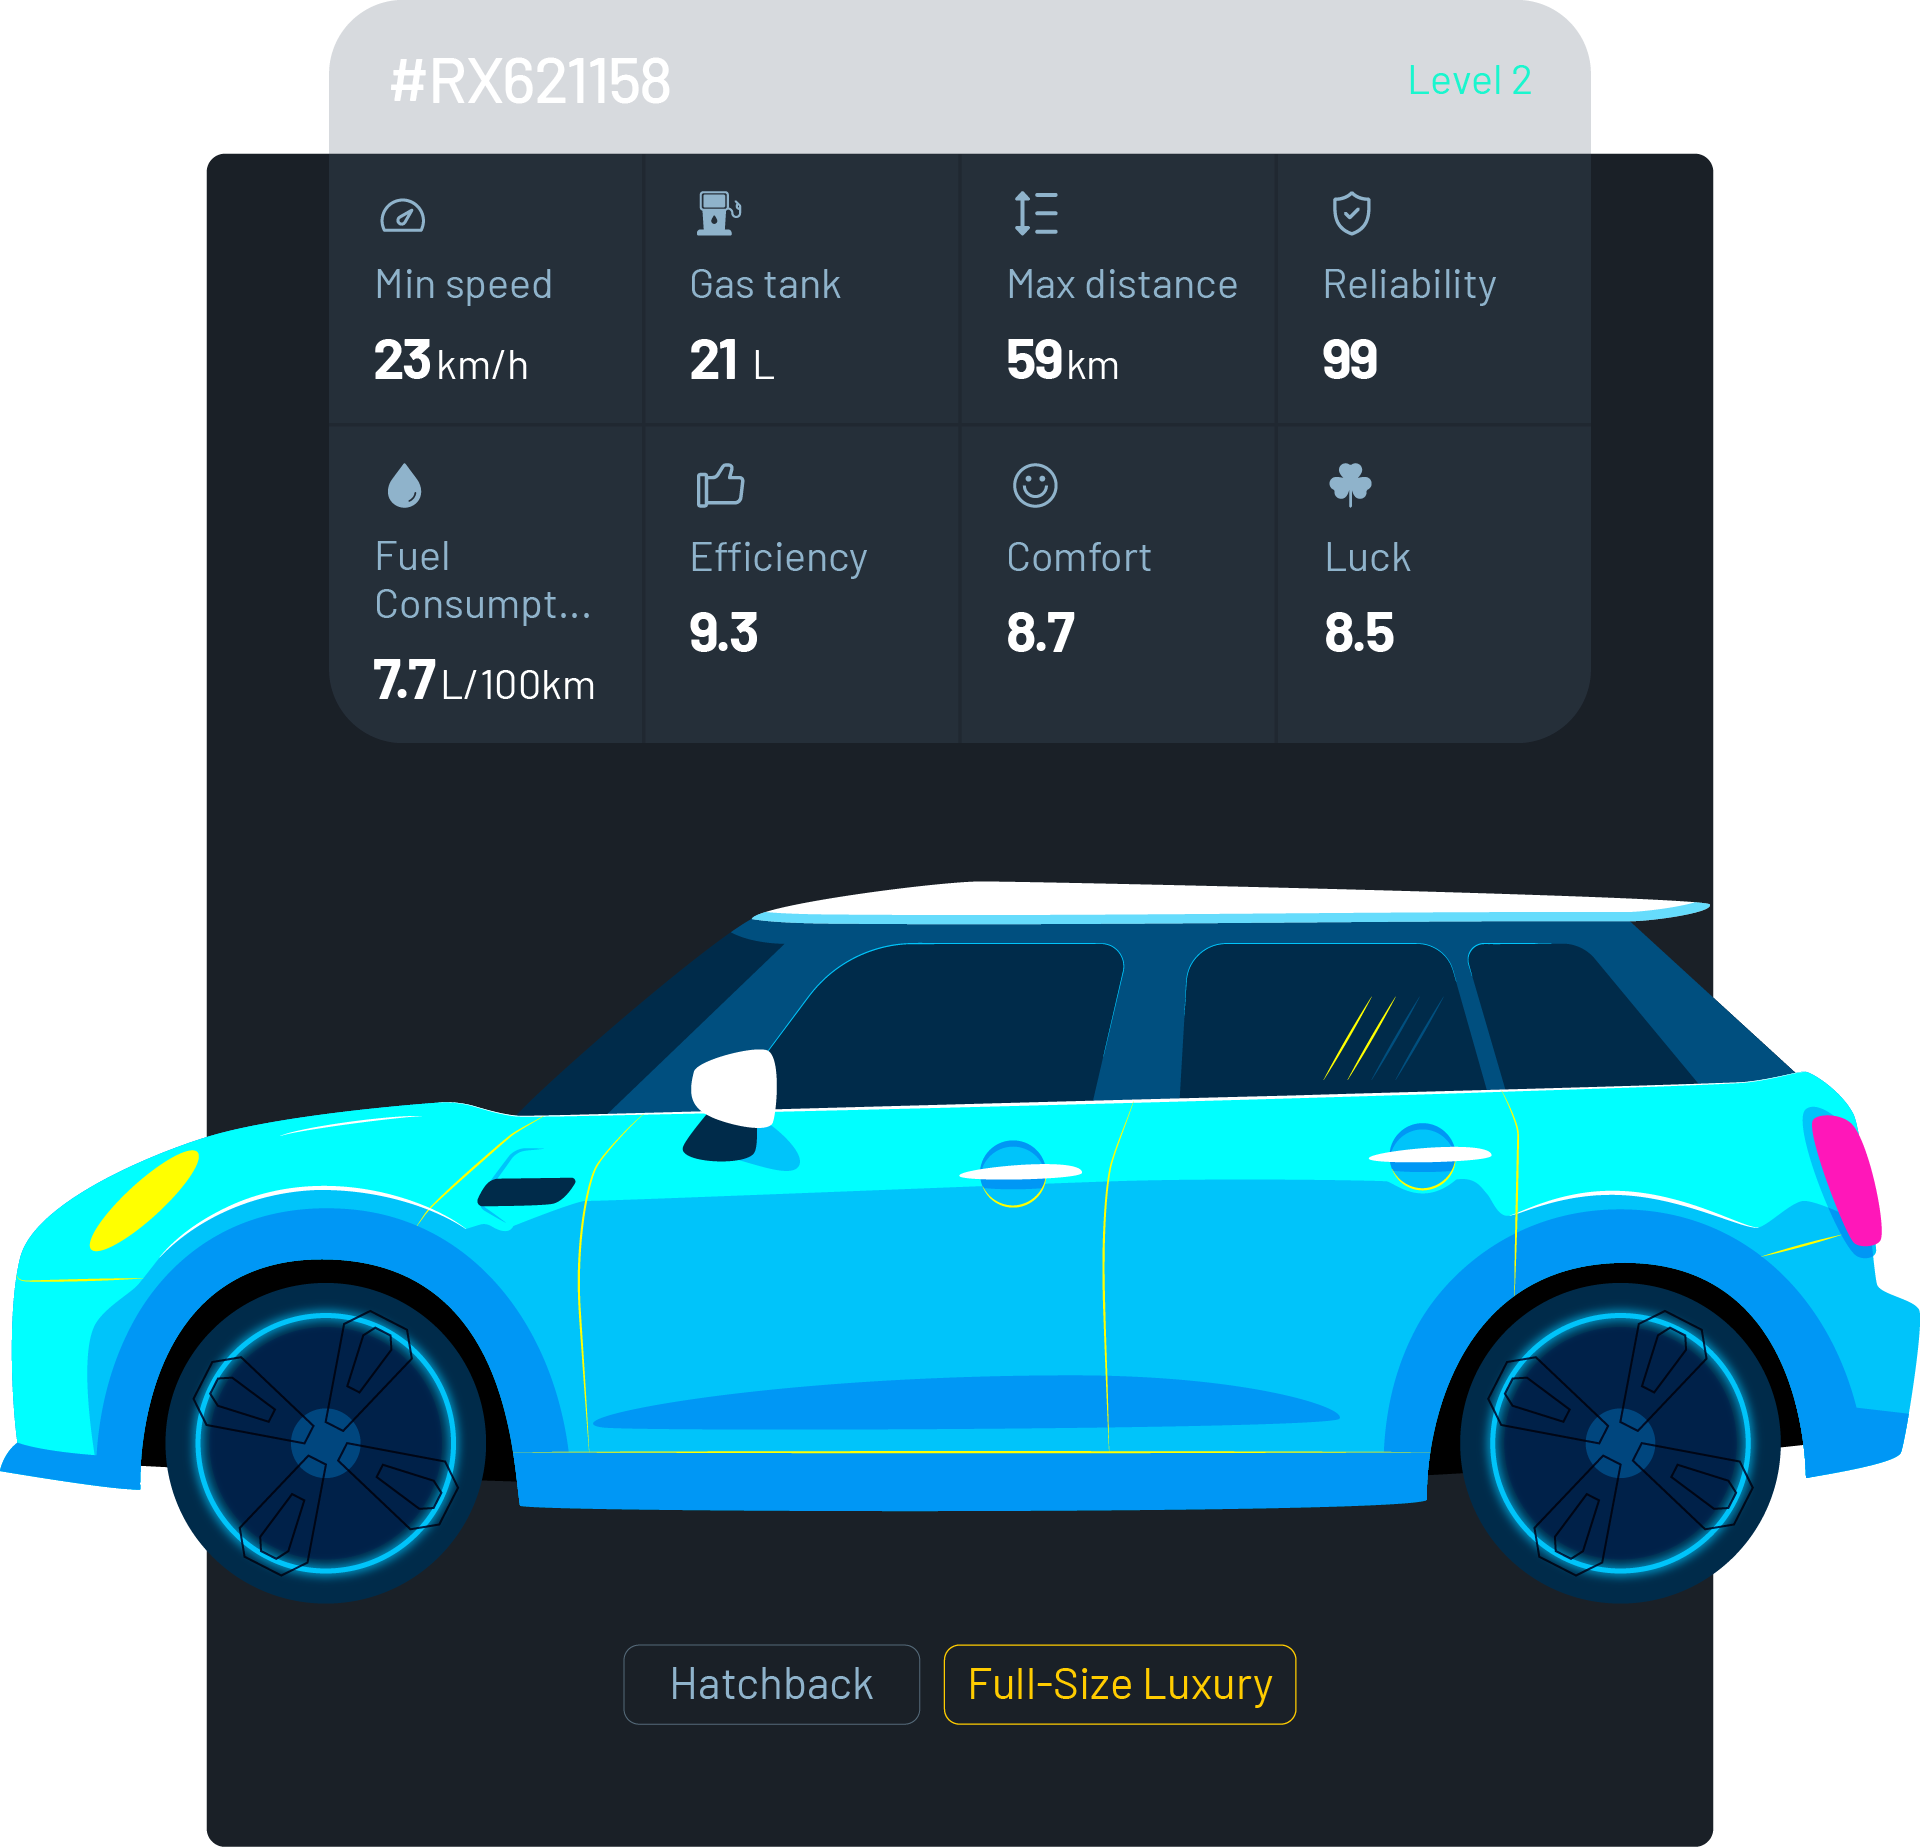 #RX621158
Level 2
Min speed
23 km/h
Gas tank
21 L
Max distance
59 km
Reliability
99
Fuel
Consumpt...
7.7 L/100km
Efficiency
9.3
Comfort
8.7
Luck
8.5
Hatchback
Full-Size Luxury